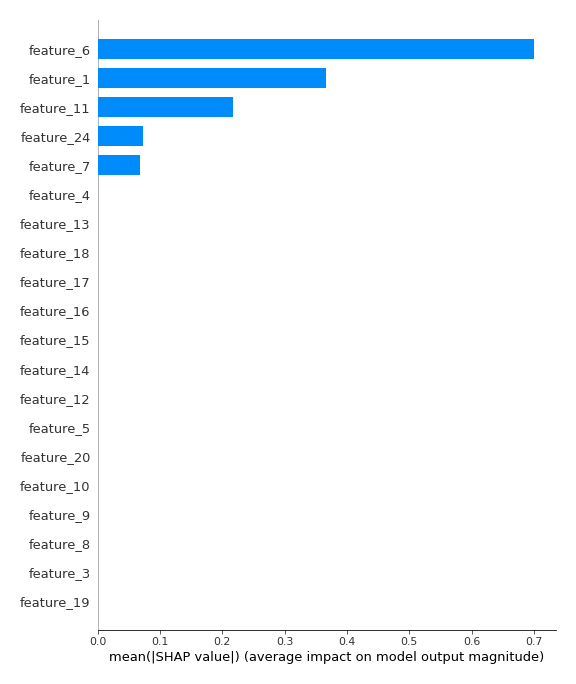 feature_6
feature_1
feature_11
feature_24
feature_7
feature_4
feature_13
feature_18
feature_17
feature_16
feature_15
feature_14
feature_12
feature_5
feature_20
feature_10
feature_9
feature_8
feature_3
feature_19
0.0 0.1 0.2 0.3 0.4 0.5 0.6 0.7
mean(|SHAP value|) (average impact on model output magnitude)